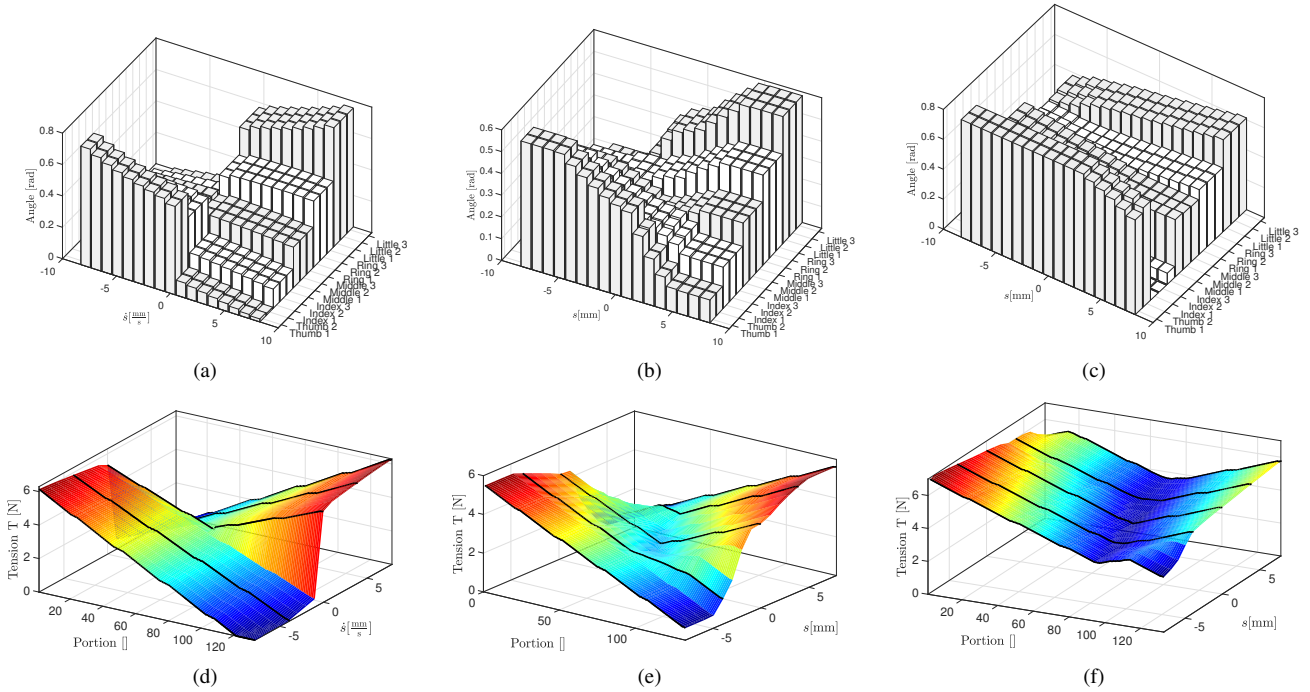 0.8
0.6
0.4
0.2
0
Angle [rad]
-10
-5
0
5
10
ṡ[mm/s]
Little 3
Little 2
Little 1
Ring 3
Ring 2
Ring 1
Middle 3
Middle 2
Middle 1
Index 3
Index 2
Index 1
Thumb 2
Thumb 1
(a)
0.6
0.5
0.4
0.3
0.2
0.1
0
Angle [rad]
-10
-5
0
5
10
s[mm]
Little 3
Little 2
Little 1
Ring 3
Ring 2
Ring 1
Middle 3
Middle 2
Middle 1
Index 3
Index 2
Index 1
Thumb 2
Thumb 1
(b)
0.8
0.6
0.4
0.2
0
Angle [rad]
-10
-5
0
5
10
s[mm]
Little 3
Little 2
Little 1
Ring 3
Ring 2
Ring 1
Middle 3
Middle 2
Middle 1
Index 3
Index 2
Index 1
Thumb 2
Thumb 1
(c)
6
4
2
0
Tension T [N]
20
40
60
80
100
120
Portion []
-5
0
5
ṡ[mm/s]
(d)
6
4
2
0
Tension T [N]
0
50
100
Portion []
-5
0
5
s[mm]
(e)
8
6
4
2
0
Tension T [N]
20
40
60
80
100
120
Portion []
-5
0
5
s[mm]
(f)